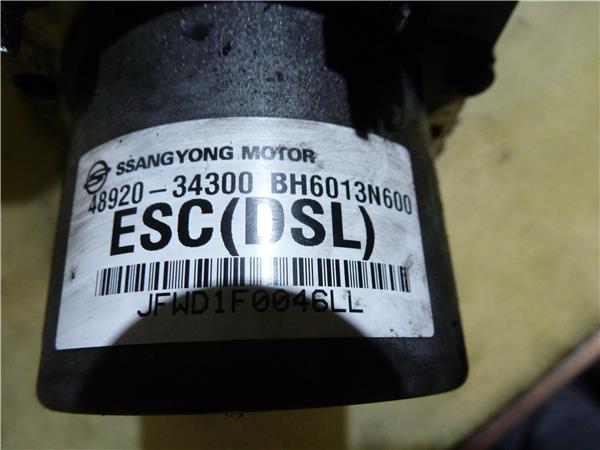 SSANGYONG MOTOR
48920-34300 BH6013N600
ESC(DSL)
JFWD1F0046LL